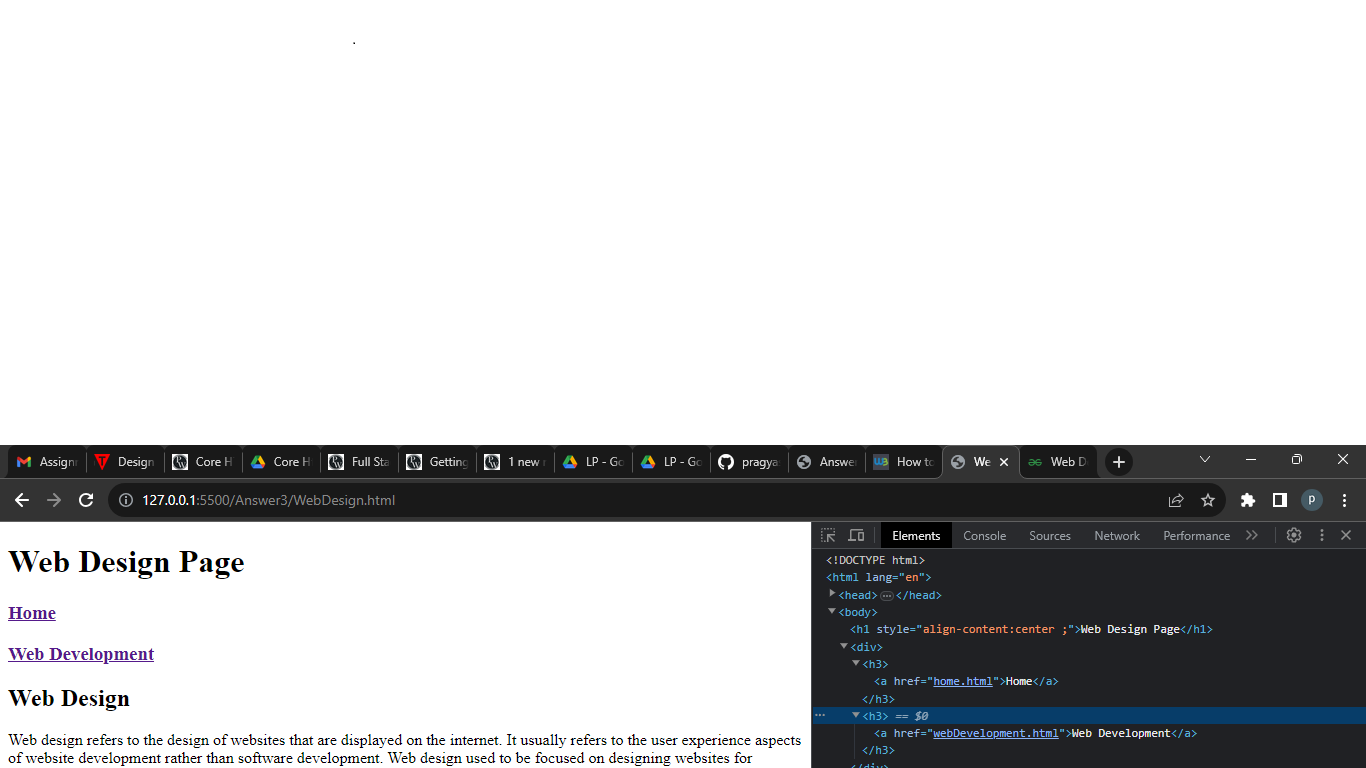 .
Assignr
Design
Core H
Core H
Full Sta
Getting
1 new r
LP - Go
LP - Go
pragya
Answer
How to
We
Web D
127.0.0.1:5500/Answer3/WebDesign.html
P
Web Design Page
Home
Web Development
Web Design
Web design refers to the design of websites that are displayed on the internet. It usually refers to the user experience aspects
of website development rather than software development. Web design used to be focused on designing websites for
Elements Console Sources Network Performance
<!DOCTYPE html>
<html lang="en">
<head> … </head>
<body>
<h1 style="align-content:center ;">Web Design Page</h1>
<div>
<h3>
<a href="home.html">Home</a>
</h3>
<h3> == $0
<a href="webDevelopment.html">Web Development</a>
</h3>
</div>